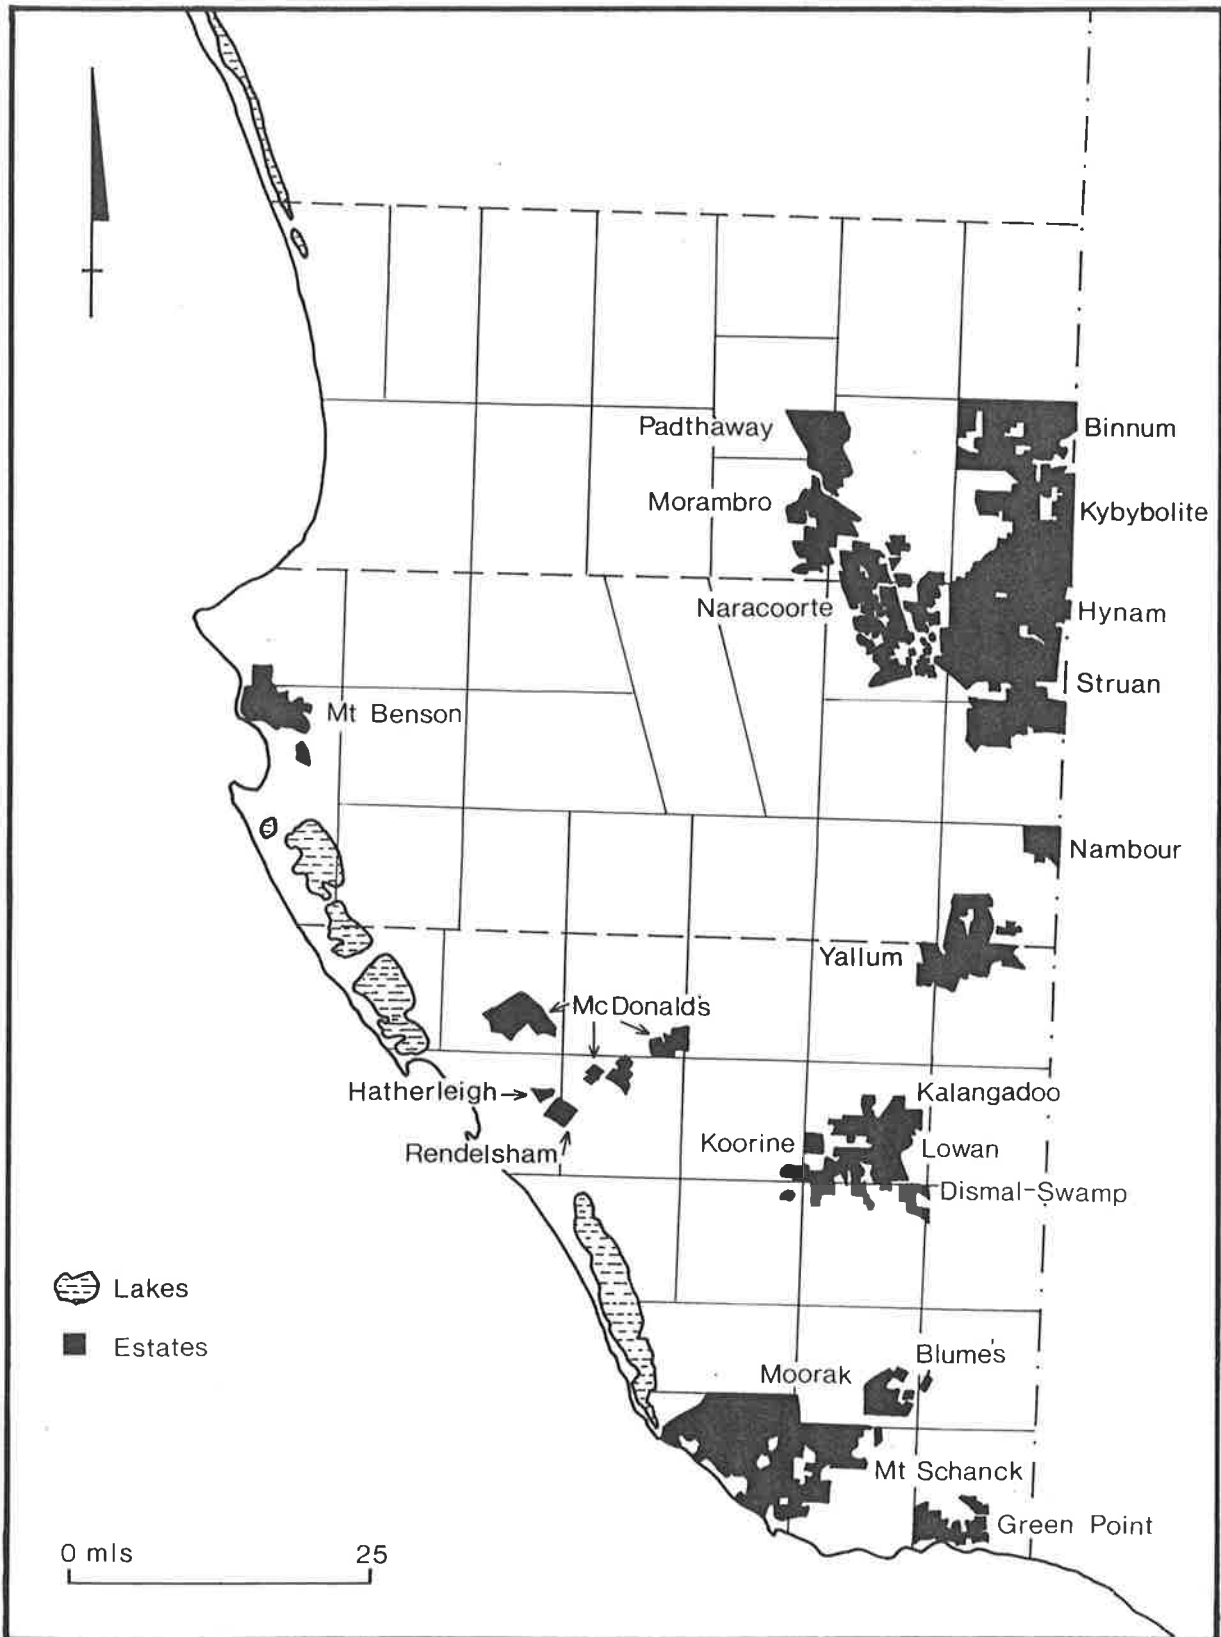 Padthaway
Binnum
Morambro
Kybybolite
Naracoorte
Hynam
Struan
Mt Benson
Nambour
Yallum
McDonald's
Hatherleigh
Kalangadoo
Koorine
Lowan
Rendelsham
Dismal-Swamp
Lakes
Estates
Blume's
Moorak
Mt Schanck
Green Point
0 mls 25